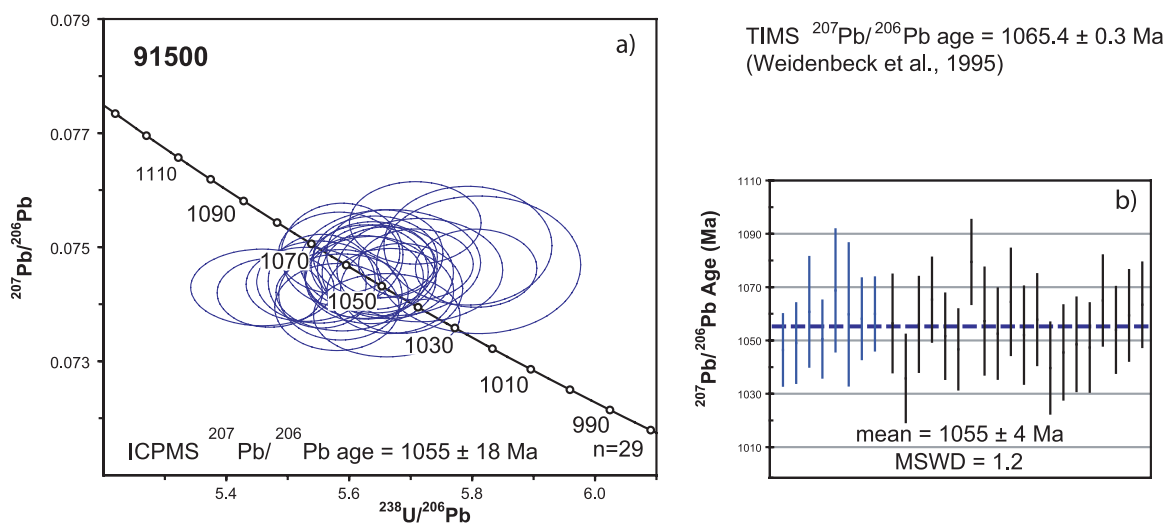 91500
a)
0.079
0.077
0.075
0.073
²⁰⁷Pb/²⁰⁶Pb
1110
1090
1070
1050
1030
1010
990
ICPMS ²⁰⁷Pb/ ²⁰⁶Pb age = 1055 ± 18 Ma
n=29
5.4
5.6
5.8
6.0
²³⁸U/²⁰⁶Pb
TIMS ²⁰⁷Pb/²⁰⁶Pb age = 1065.4 ± 0.3 Ma
(Weidenbeck et al., 1995)
b)
1110
1090
1070
1050
1030
1010
²⁰⁷Pb/²⁰⁶Pb Age (Ma)
mean = 1055 ± 4 Ma
MSWD = 1.2